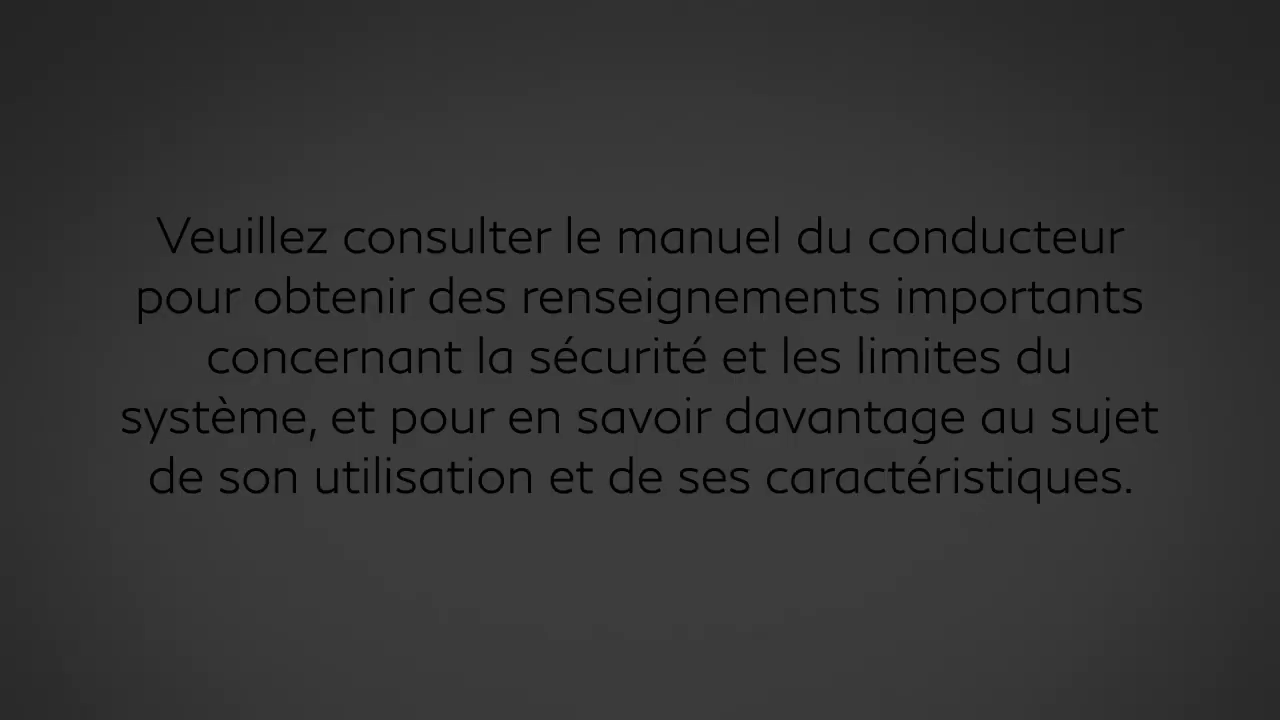 Veuillez consulter le manuel du conducteur
pour obtenir des renseignements importants
concernant la sécurité et les limites du
système, et pour en savoir davantage au sujet
de son utilisation et de ses caractéristiques.